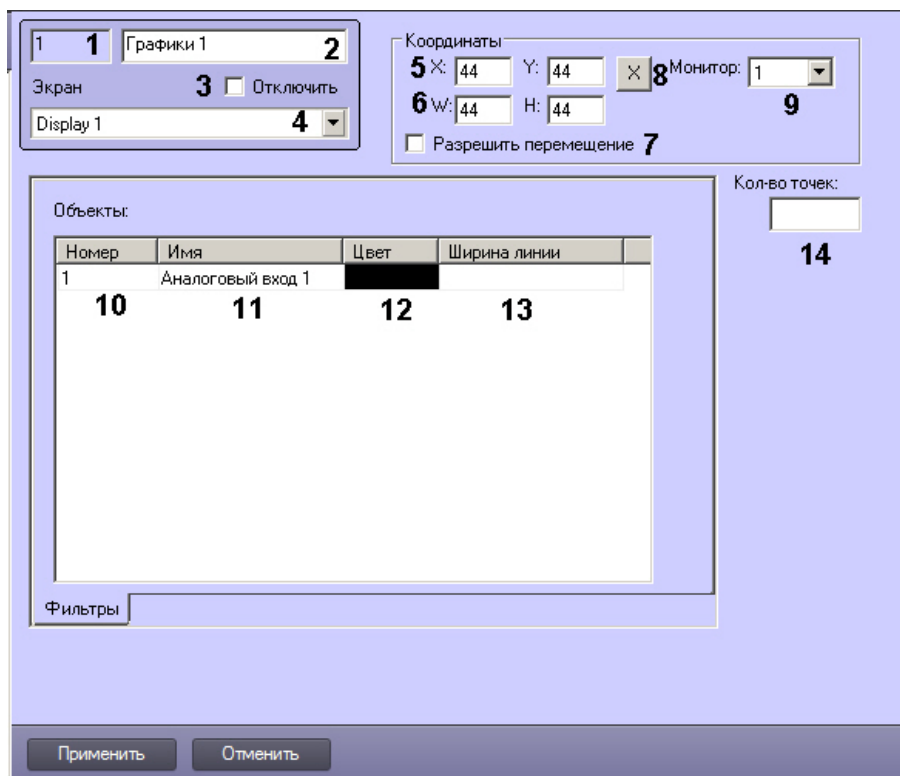 1 1 Графики 1 2
Экран 3 Отключить
Display 1 4
Координаты
5 X: 44 Y: 44 X 8 Монитор: 1
6 W: 44 H: 44 9
Разрешить перемещение 7
Кол-во точек:
14
Объекты:
Номер Имя Цвет Ширина линии
1 Аналоговый вход 1
10 11 12 13
Фильтры
Применить Отменить